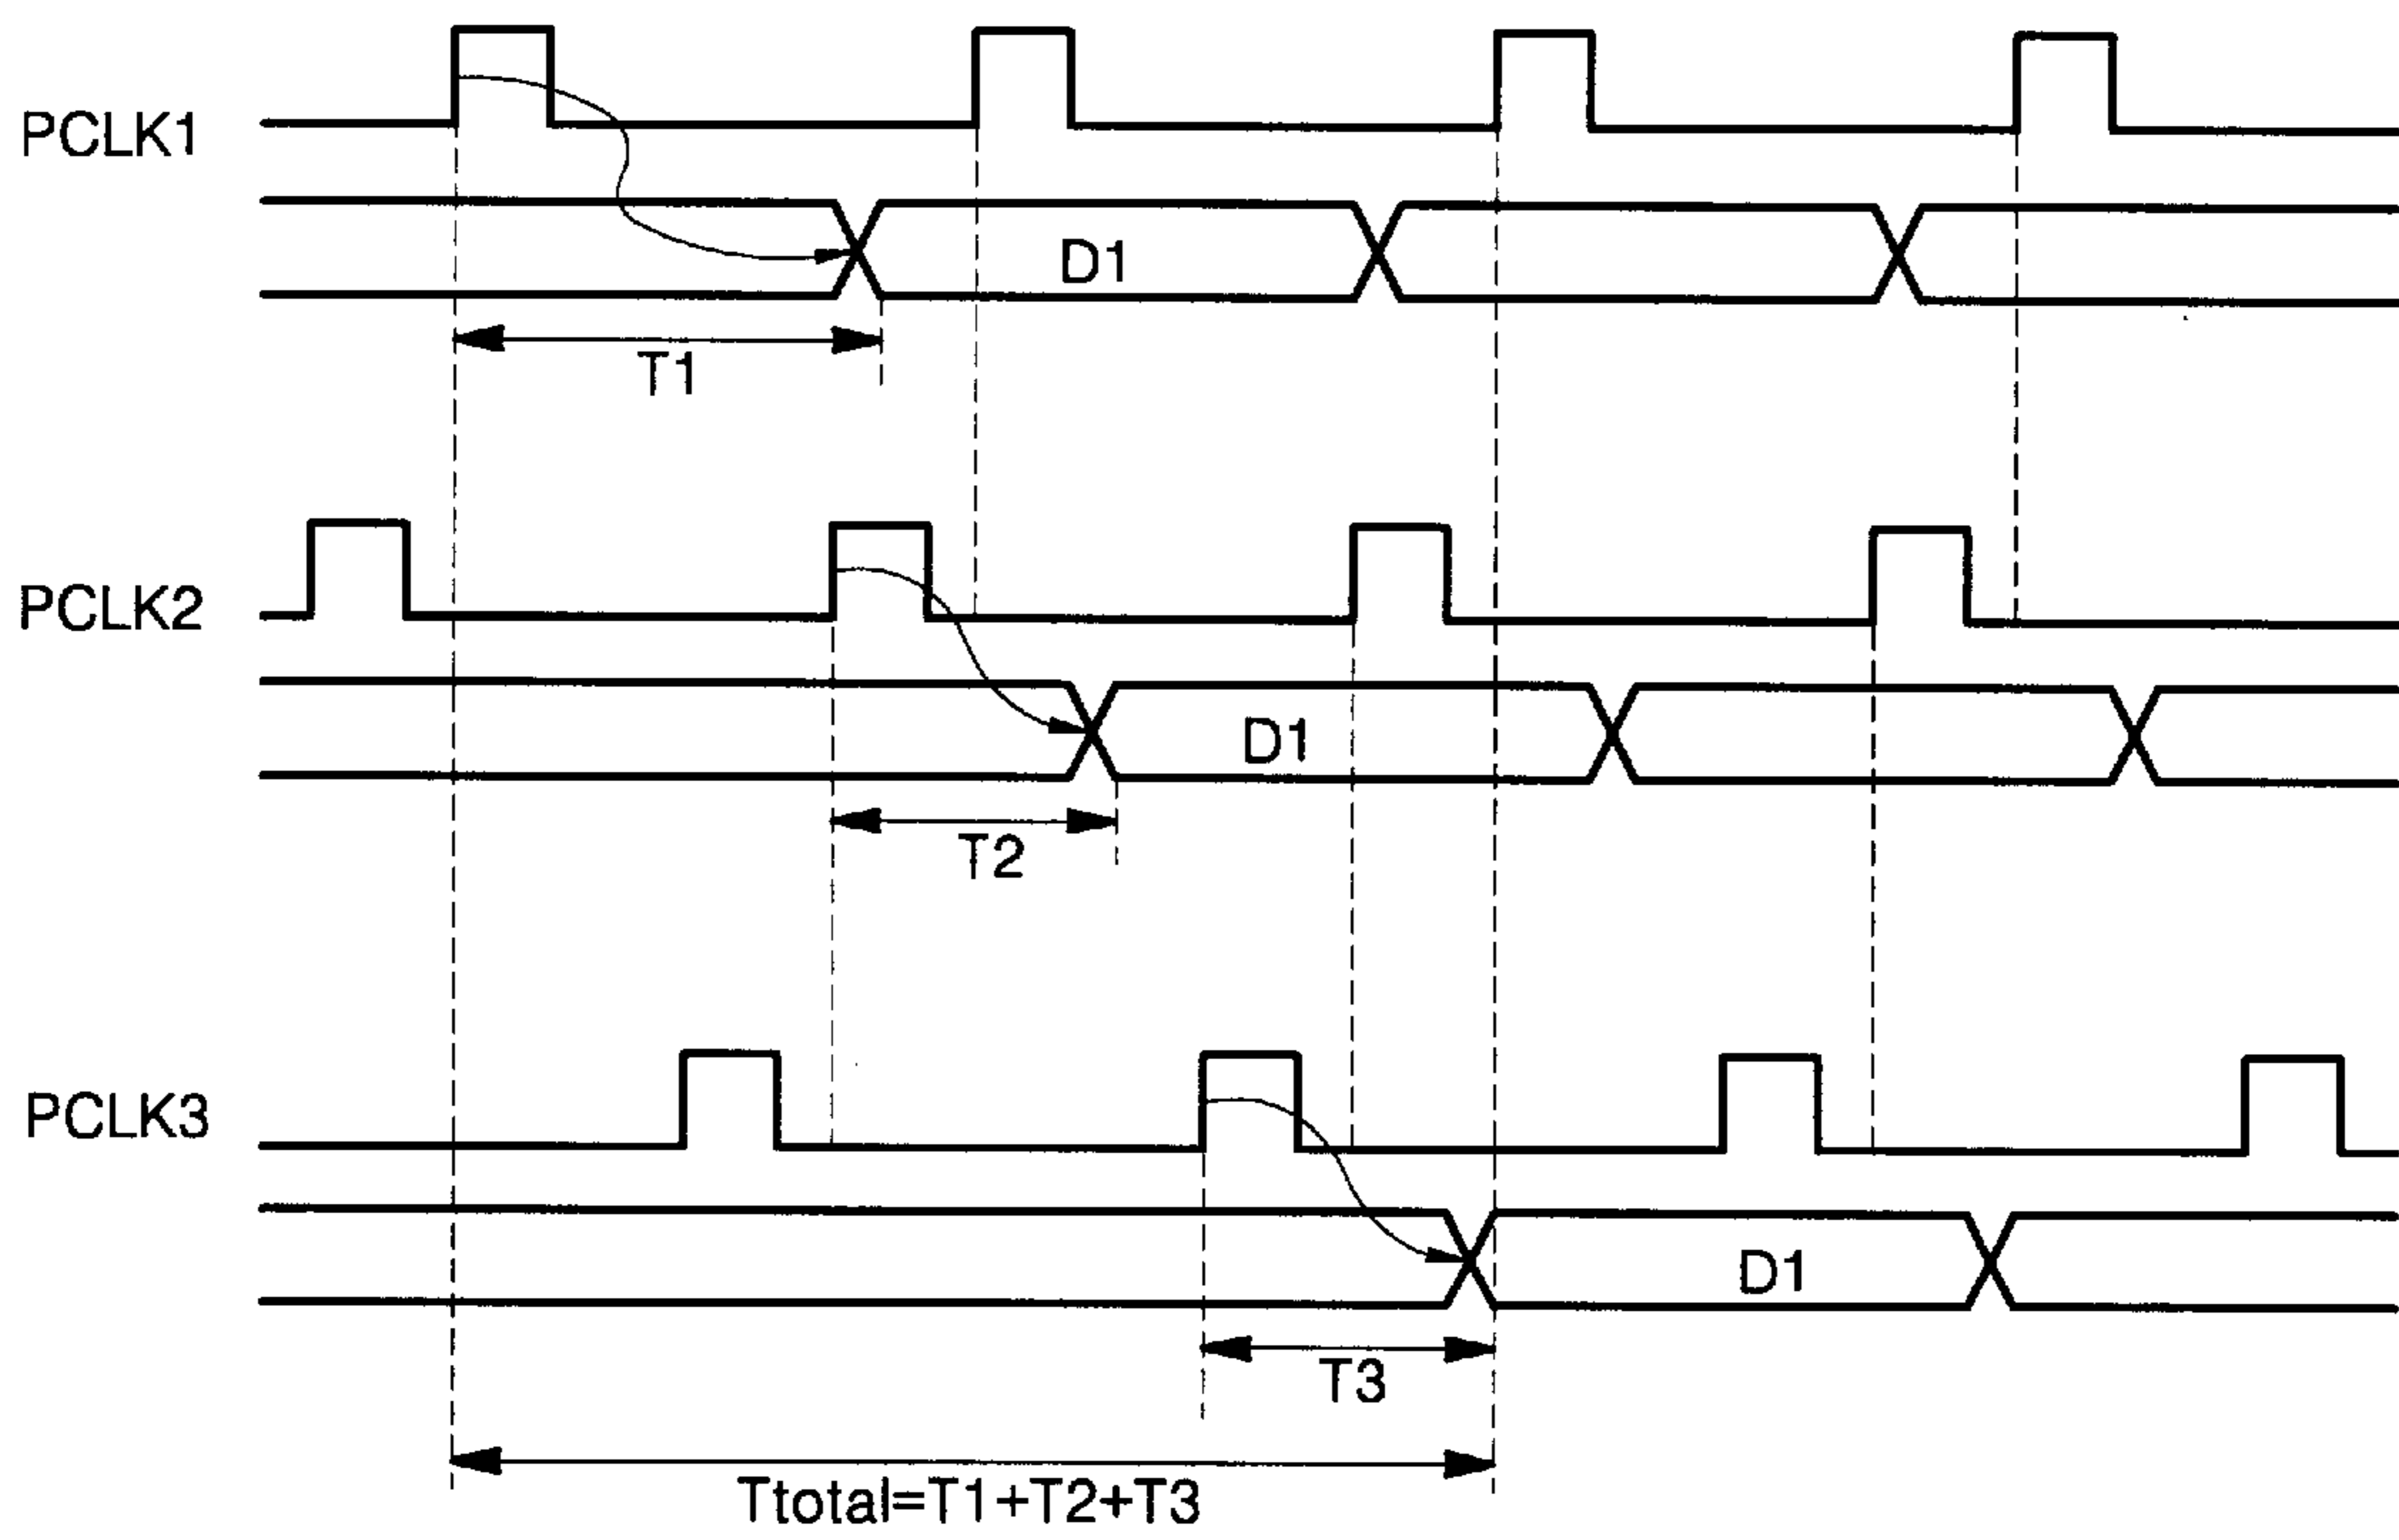 PCLK1
D1
T1
PCLK2
D1
T2
PCLK3
D1
T3
Ttotal=T1+T2+T3